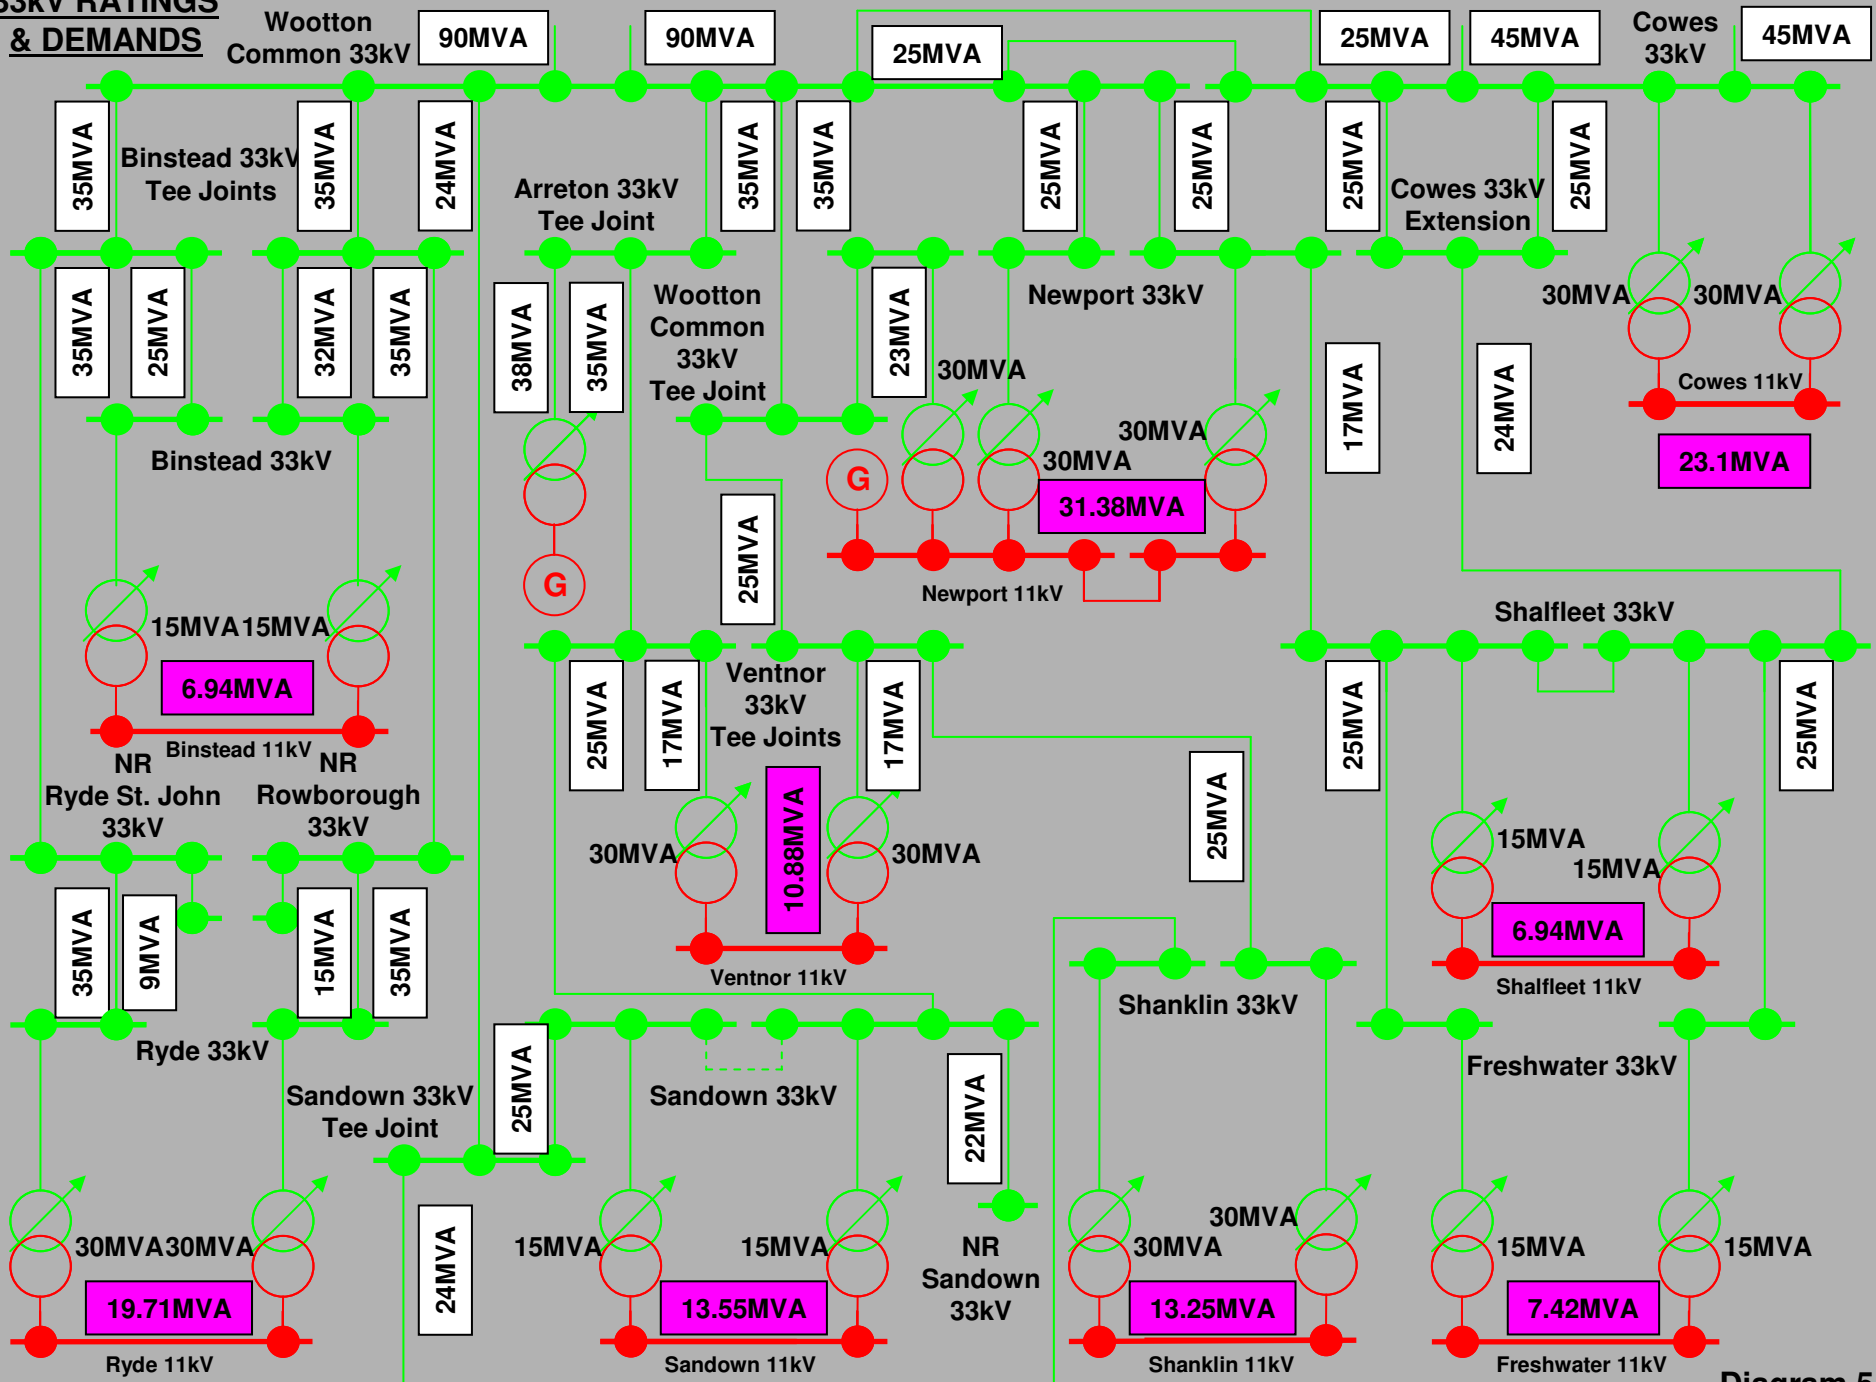 33kV RATINGS
& DEMANDS
Wootton
Common 33kV
90MVA
90MVA
25MVA
25MVA
45MVA
Cowes
33kV
45MVA
35MVA
Binstead 33kV
Tee Joints
35MVA
24MVA
Arreton 33kV
Tee Joint
35MVA
35MVA
25MVA
25MVA
25MVA
Cowes 33kV
Extension
25MVA
35MVA
25MVA
32MVA
35MVA
38MVA
35MVA
Wootton
Common
33kV
Tee Joint
23MVA
Newport 33kV
30MVA
30MVA
30MVA
30MVA
30MVA
17MVA
24MVA
Cowes 11kV
23.1MVA
Binstead 33kV
G
31.38MVA
25MVA
G
Newport 11kV
15MVA
15MVA
6.94MVA
Binstead 11kV
Shalfleet 33kV
25MVA
17MVA
Ventnor
33kV
Tee Joints
17MVA
25MVA
25MVA
NR
Ryde St. John
33kV
NR
Rowborough
33kV
30MVA
10.88MVA
30MVA
25MVA
15MVA
15MVA
6.94MVA
Shalfleet 11kV
35MVA
9MVA
15MVA
35MVA
Ventnor 11kV
Shanklin 33kV
Ryde 33kV
Sandown 33kV
Tee Joint
25MVA
Sandown 33kV
22MVA
Freshwater 33kV
30MVA
30MVA
19.71MVA
Ryde 11kV
24MVA
15MVA
15MVA
13.55MVA
Sandown 11kV
NR
Sandown
33kV
30MVA
30MVA
13.25MVA
Shanklin 11kV
15MVA
15MVA
7.42MVA
Freshwater 11kV
Diagram 5